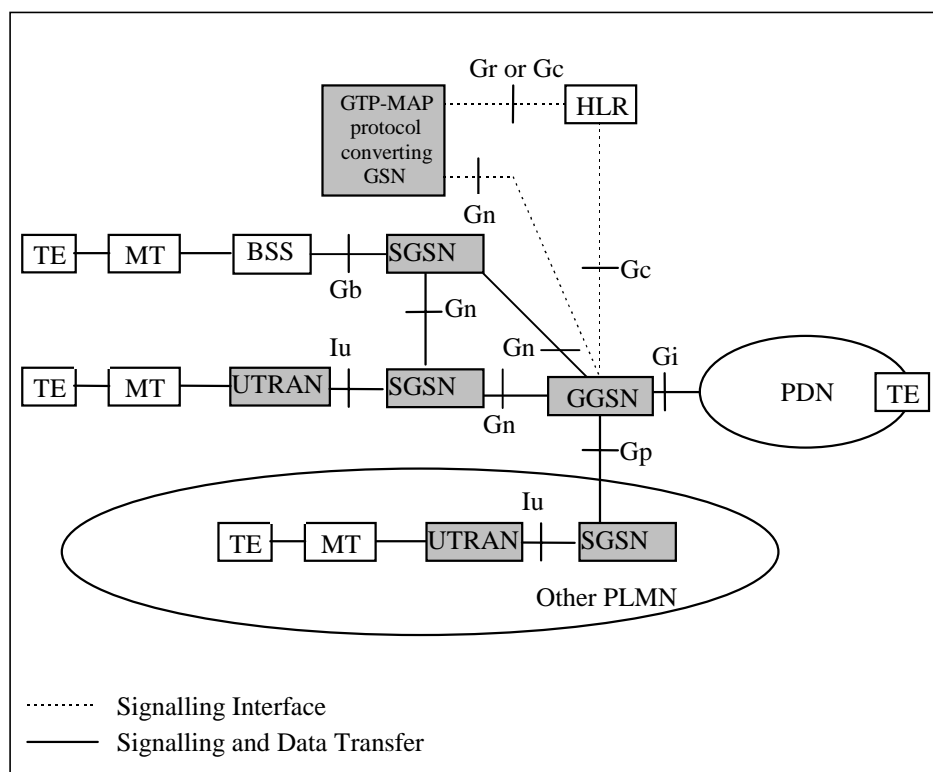 Gr or Gc
GTP-MAP
protocol
converting
GSN
HLR
Gn
TE
MT
BSS
SGSN
Gb
Gn
Gc
Iu
Gn
Gi
TE
MT
UTRAN
SGSN
Gn
GGSN
PDN
TE
Gp
Iu
TE
MT
UTRAN
SGSN
Other PLMN
Signalling Interface
Signalling and Data Transfer